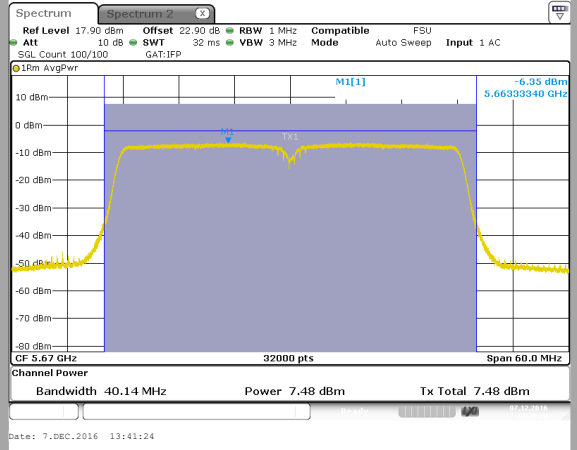 Spectrum Spectrum 2 X
Ref Level 17.90 dBm Offset 22.90 dB RBW 1 MHz Compatible FSU
Att 10 dB SWT 32 ms VBW 3 MHz Mode Auto Sweep Input 1 AC
SGL Count 100/100 GAT:IFP
1Rm AvgPwr
M1[1] -6.35 dBm
5.66333340 GHz
10 dBm
0 dBm
M1
TX1
-10 dBm
-20 dBm
-30 dBm
-40 dBm
-50 dBm
-60 dBm
-70 dBm
-80 dBm
CF 5.67 GHz 32000 pts Span 60.0 MHz
Channel Power
Bandwidth 40.14 MHz Power 7.48 dBm Tx Total 7.48 dBm
Ready 07.12.2016
Date: 7.DEC.2016 13:41:24